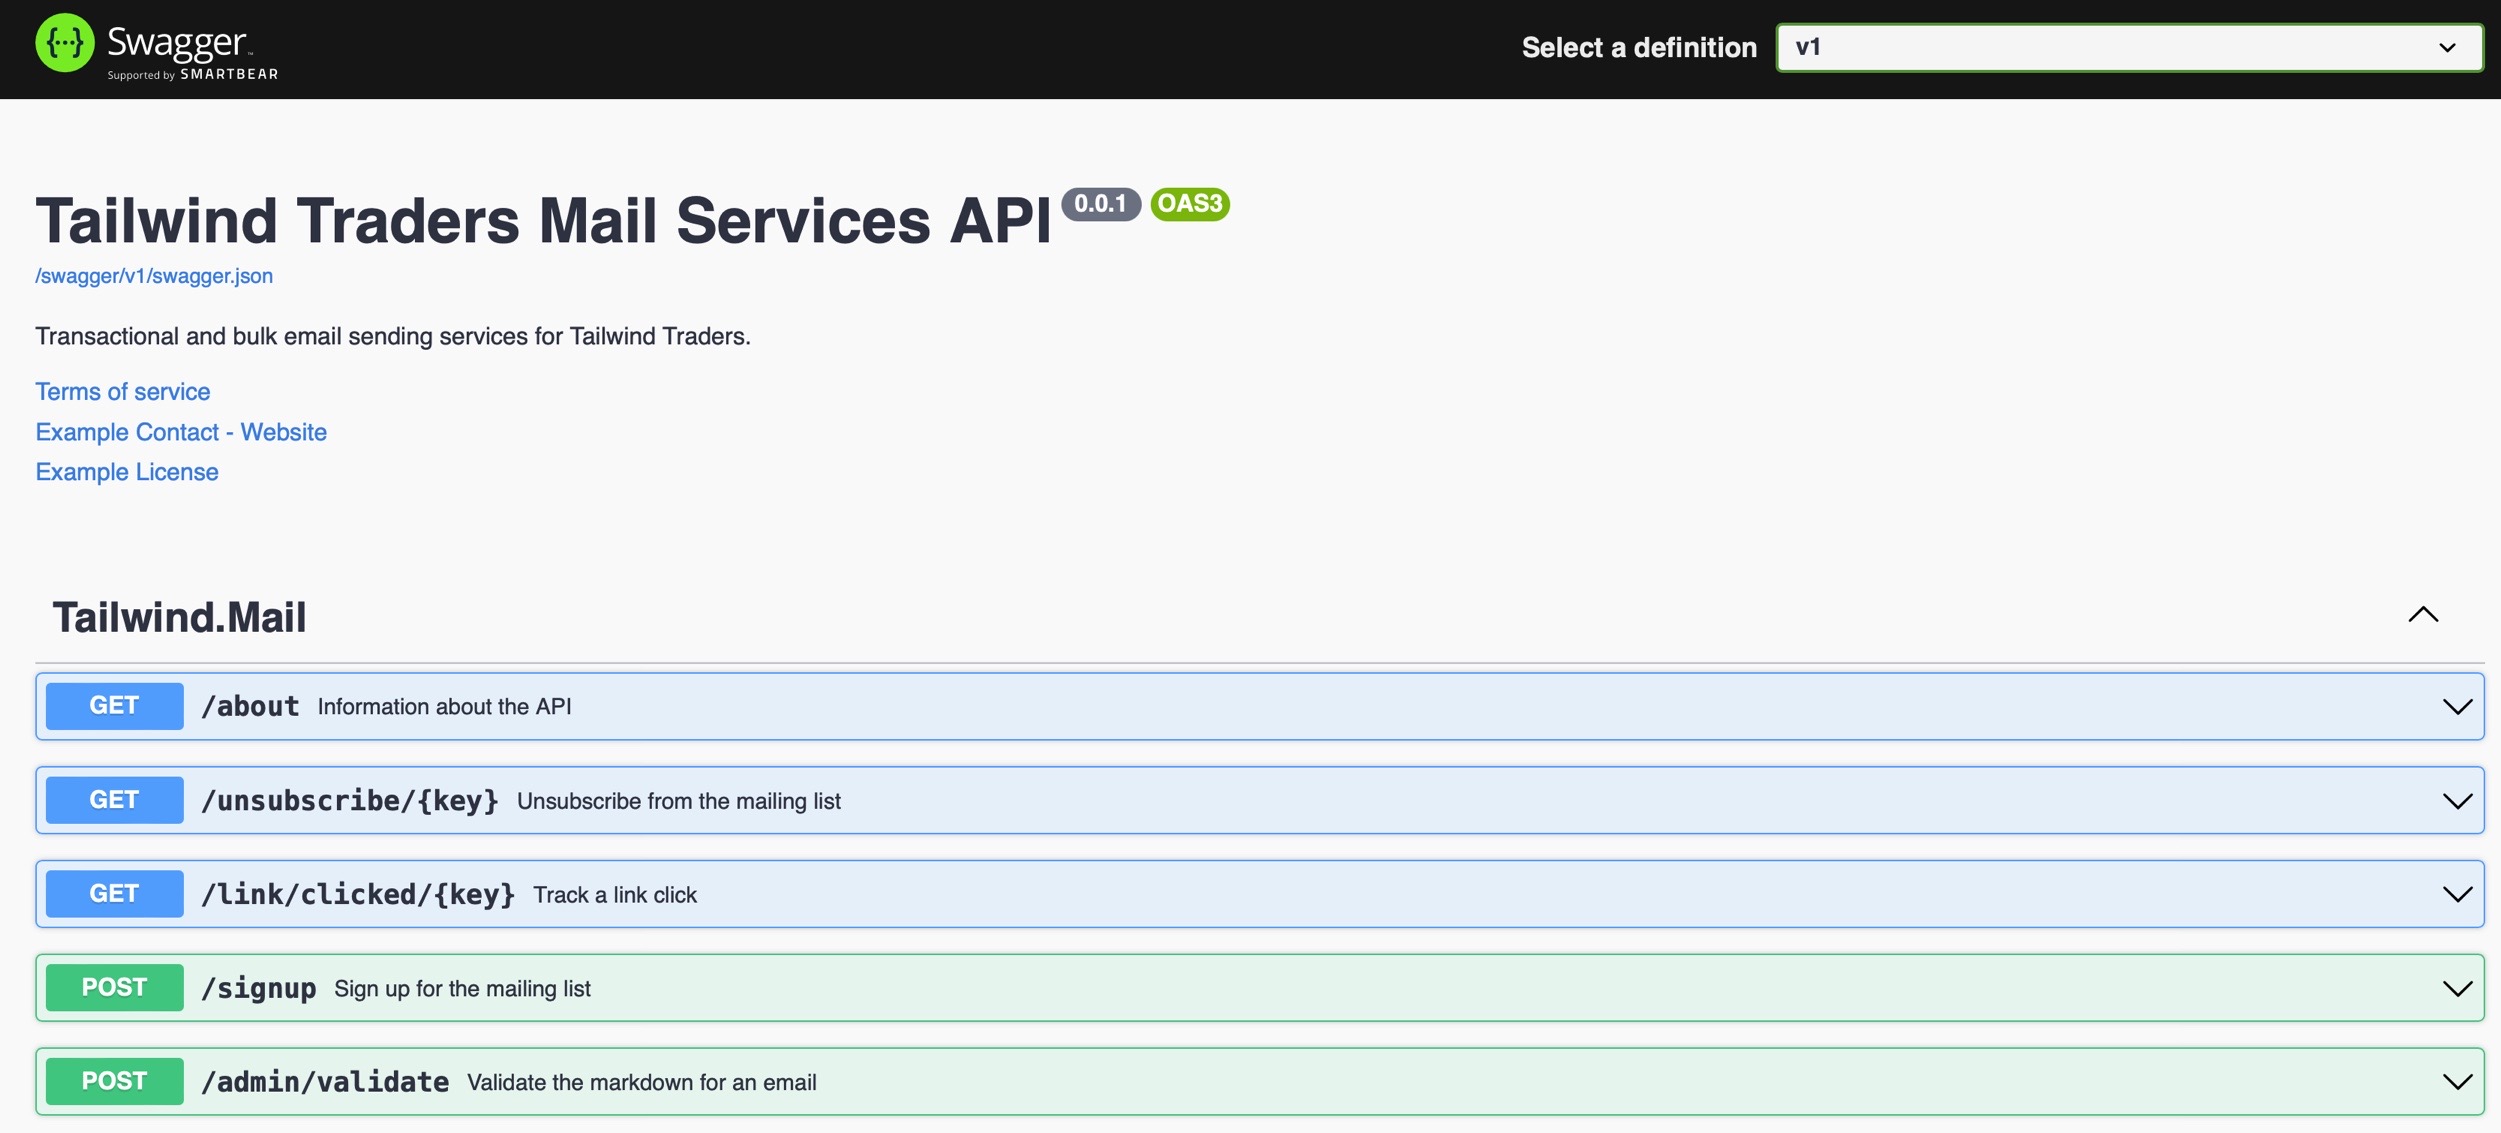 {...} Swagger™
Supported by SMARTBEAR
Select a definition v1
Tailwind Traders Mail Services API 0.0.1 OAS3
/swagger/v1/swagger.json
Transactional and bulk email sending services for Tailwind Traders.
Terms of service
Example Contact - Website
Example License
Tailwind.Mail
GET /about Information about the API
GET /unsubscribe/{key} Unsubscribe from the mailing list
GET /link/clicked/{key} Track a link click
POST /signup Sign up for the mailing list
POST /admin/validate Validate the markdown for an email